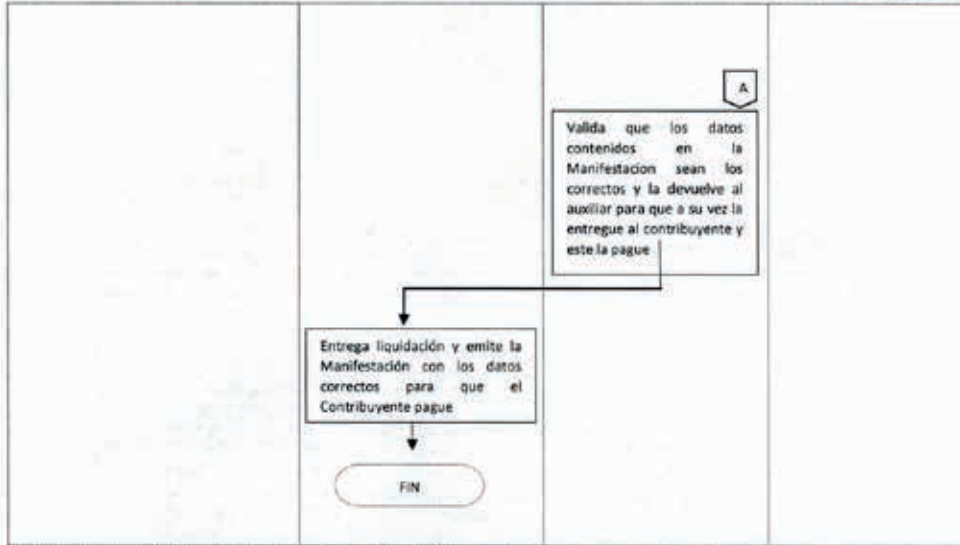 A
Valida que los datos
contenidos en la
Manifestacion sean los
correctos y la devuelve al
auxiliar para que a su vez la
entregue al contribuyente y
este la pague
Entrega liquidación y emite la
Manifestación con los datos
correctos para que el
Contribuyente pague
FIN